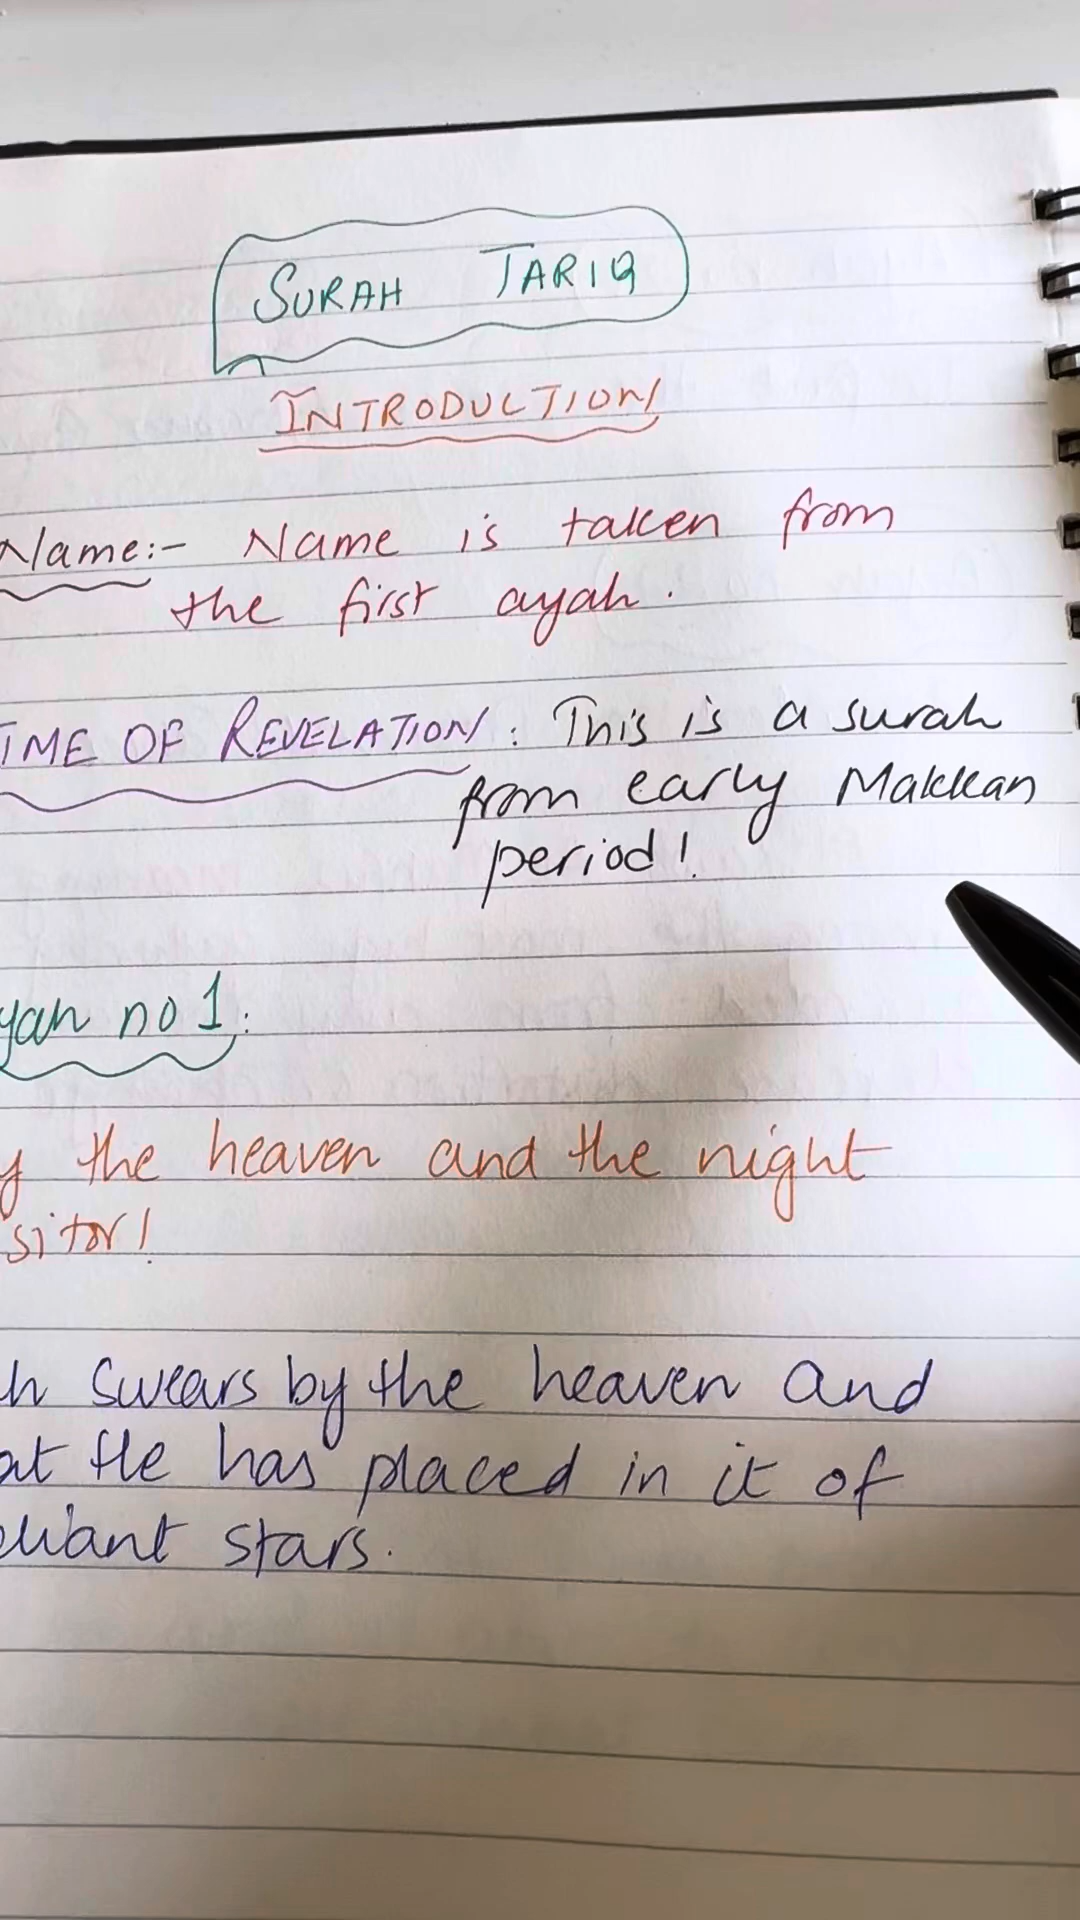 SURAH TARIQ
INTRODUCTION
Name:- Name is taken from
the first ayah.
TIME OF REVELATION: This is a surah
from early Makkan
period!
yah no 1:
the heaven and the night
sitor!
h swears by the heaven and
at He has placed in it of
stars.